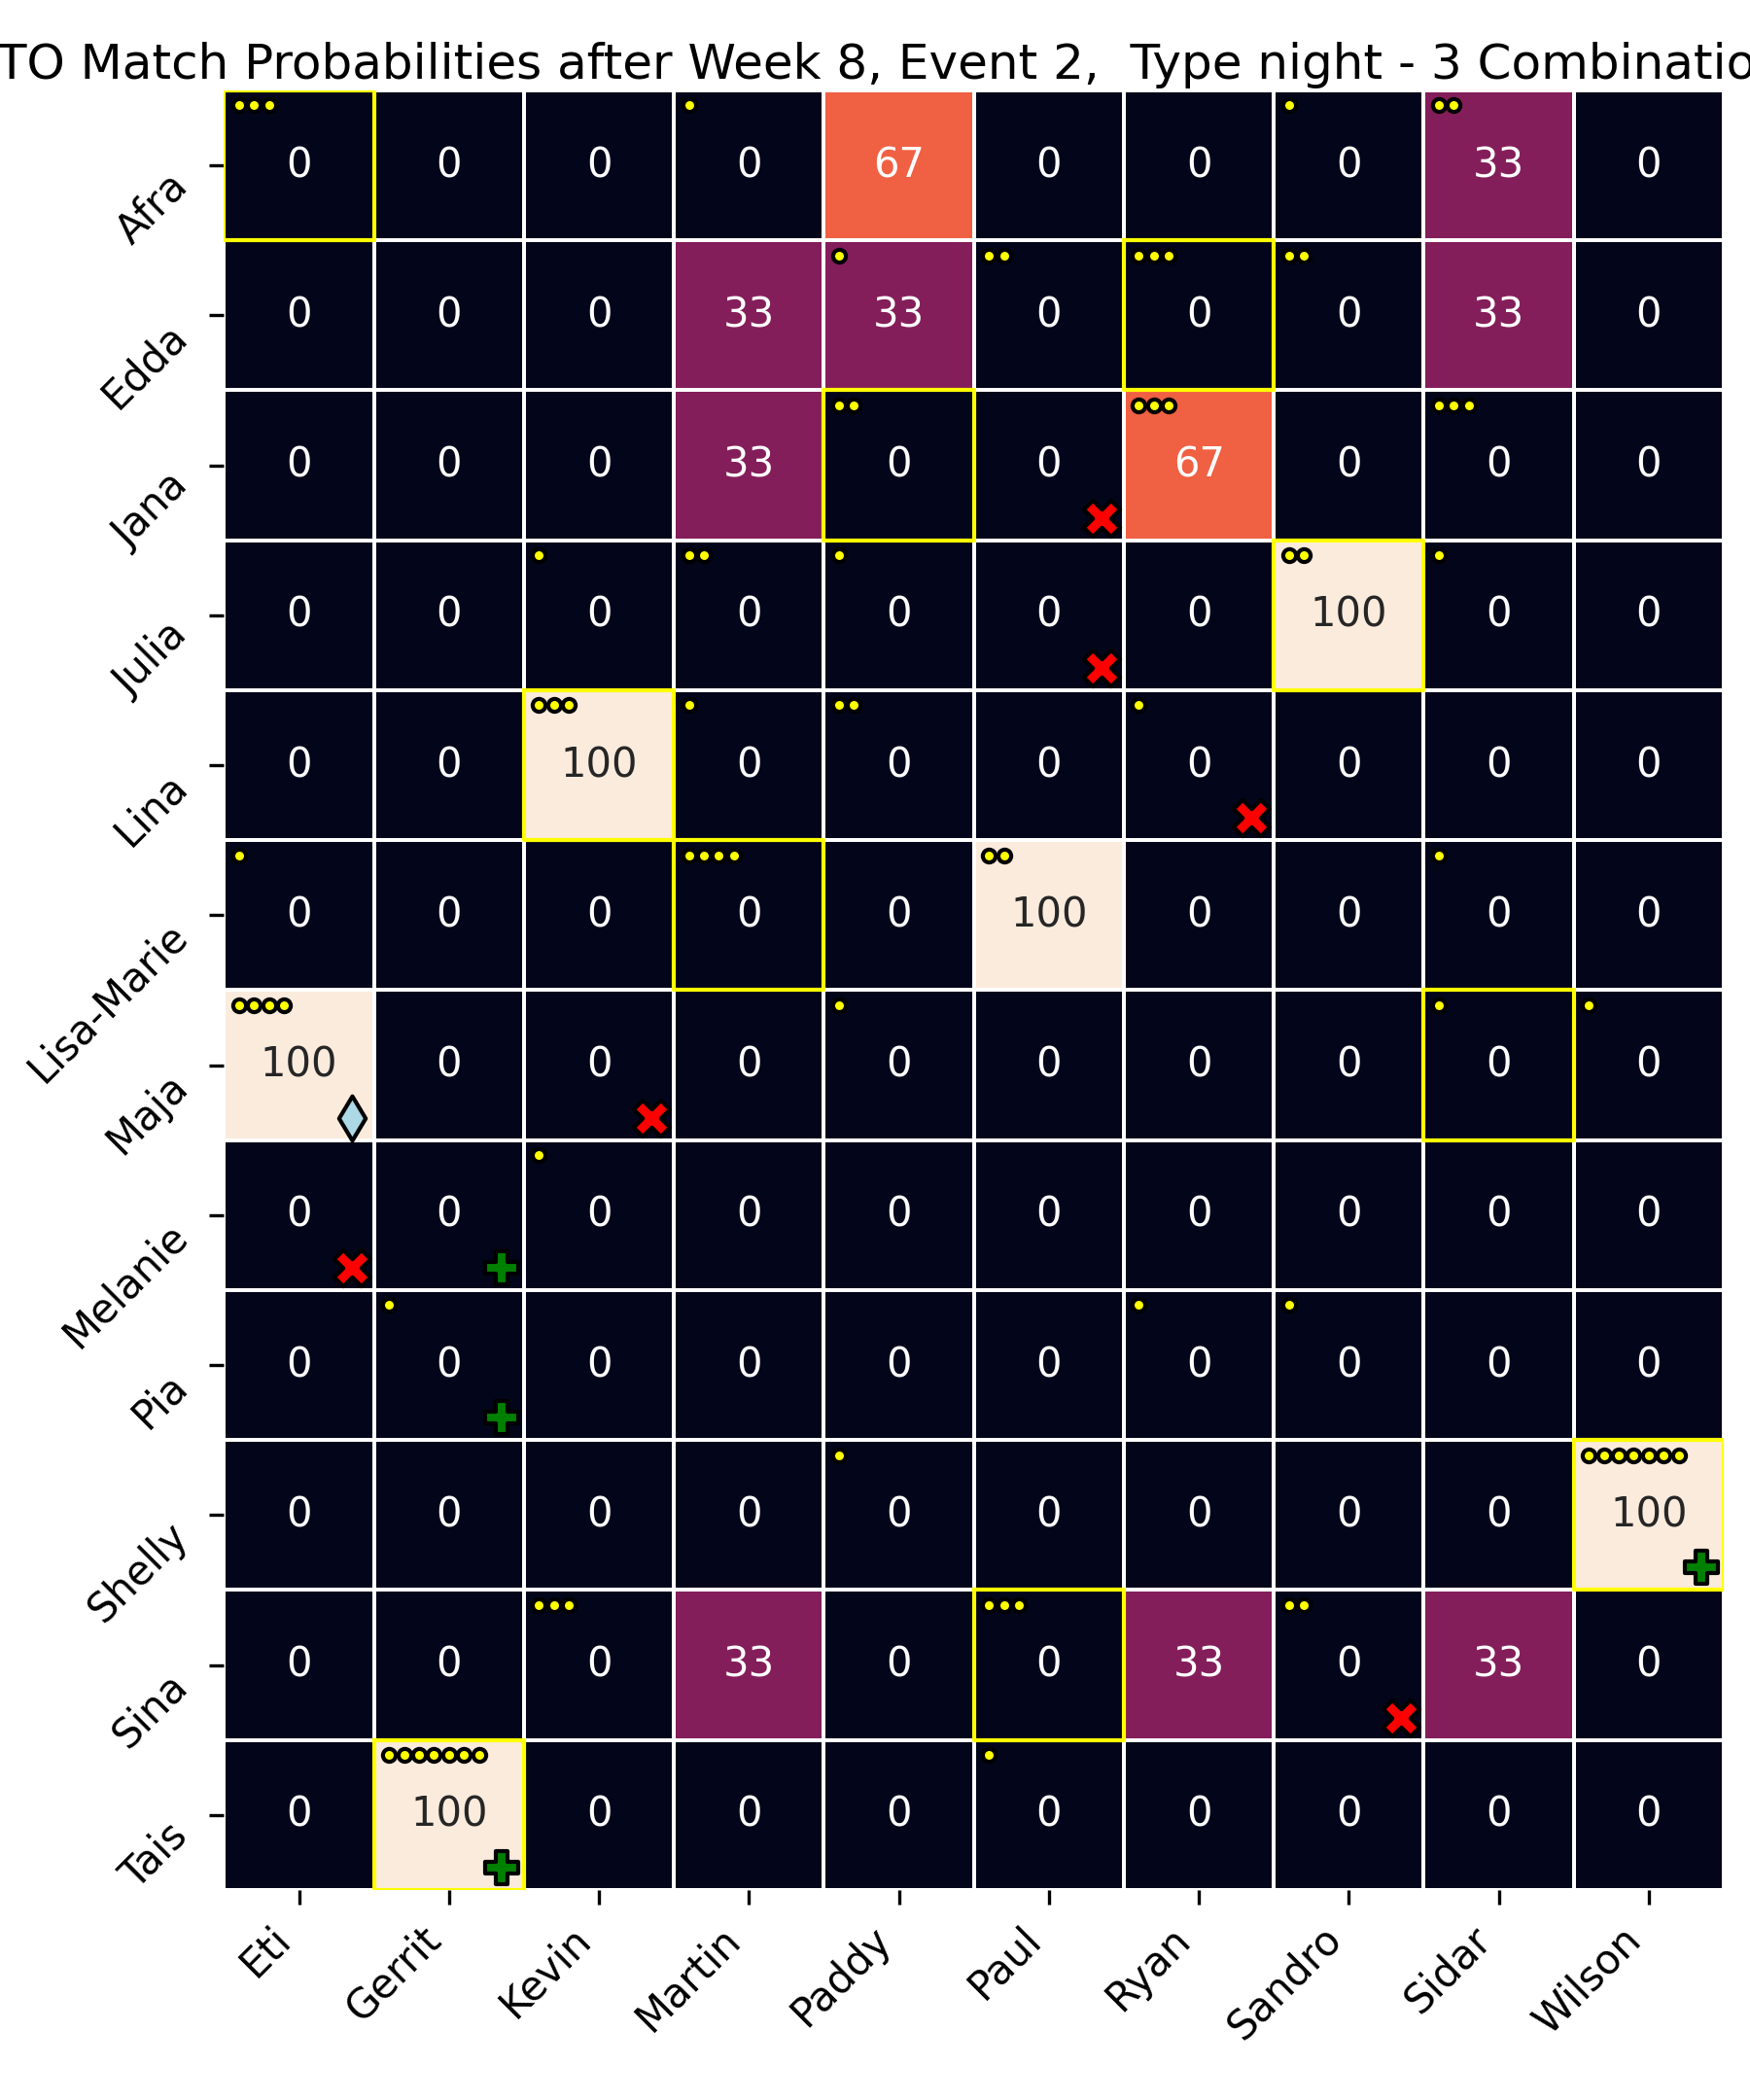 TO Match Probabilities after Week 8, Event 2,  Type night - 3 Combinatio
Afra 0 0 0 0 67 0 0 0 33 0
Edda 0 0 0 33 33 0 0 0 33 0
Jana 0 0 0 33 0 0 67 0 0 0
Julia 0 0 0 0 0 0 0 100 0 0
Lina 0 0 100 0 0 0 0 0 0 0
Lisa-Marie 0 0 0 0 0 100 0 0 0 0
Maja 100 0 0 0 0 0 0 0 0 0
Melanie 0 0 0 0 0 0 0 0 0 0
Pia 0 0 0 0 0 0 0 0 0 0
Shelly 0 0 0 0 0 0 0 0 0 100
Sina 0 0 0 33 0 0 33 0 33 0
Tais 0 100 0 0 0 0 0 0 0 0
Eti Gerrit Kevin Martin Paddy Paul Ryan Sandro Sidar Wilson